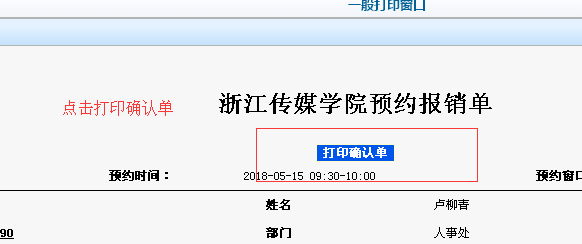 一般打印窗口
点击打印确认单
浙江传媒学院预约报销单
打印确认单
预约时间： 2018-05-15 09:30-10:00 预约窗口
姓名 卢柳青
90 部门 人事处